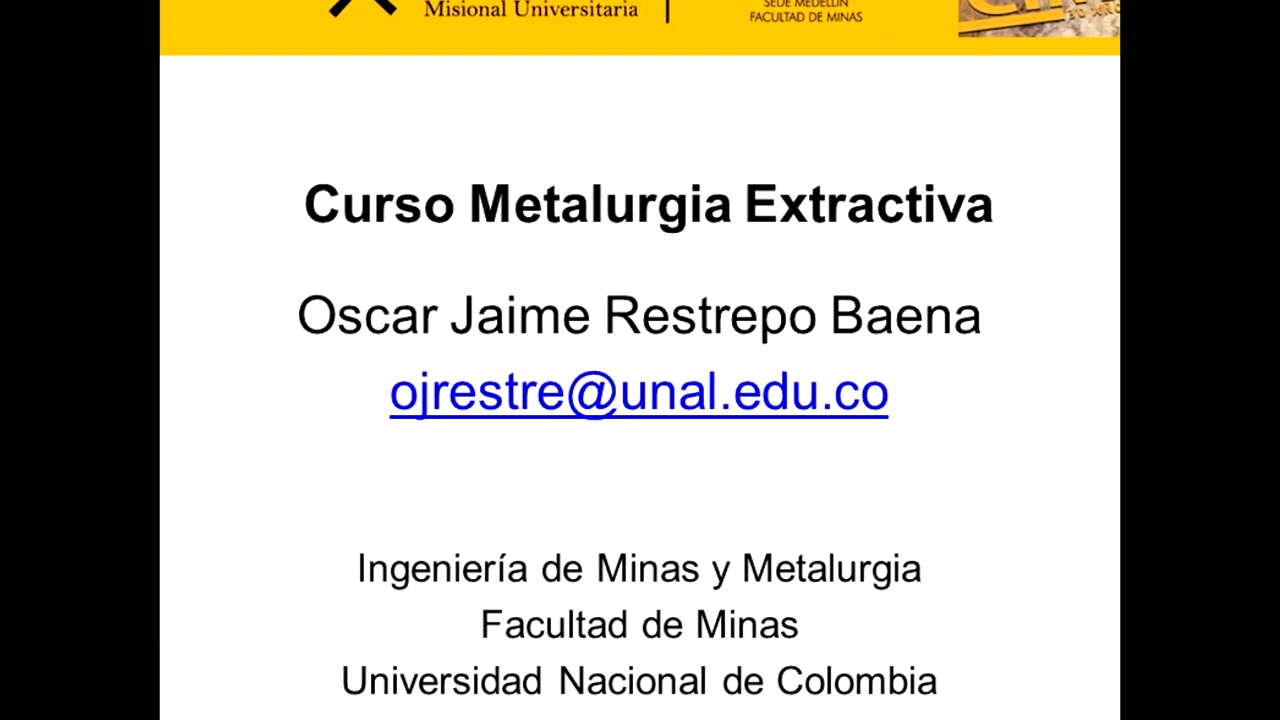 Misional Universitaria
SEDE MEDELLÍN
FACULTAD DE MINAS
Curso Metalurgia Extractiva
Oscar Jaime Restrepo Baena
ojrestre@unal.edu.co
Ingeniería de Minas y Metalurgia
Facultad de Minas
Universidad Nacional de Colombia